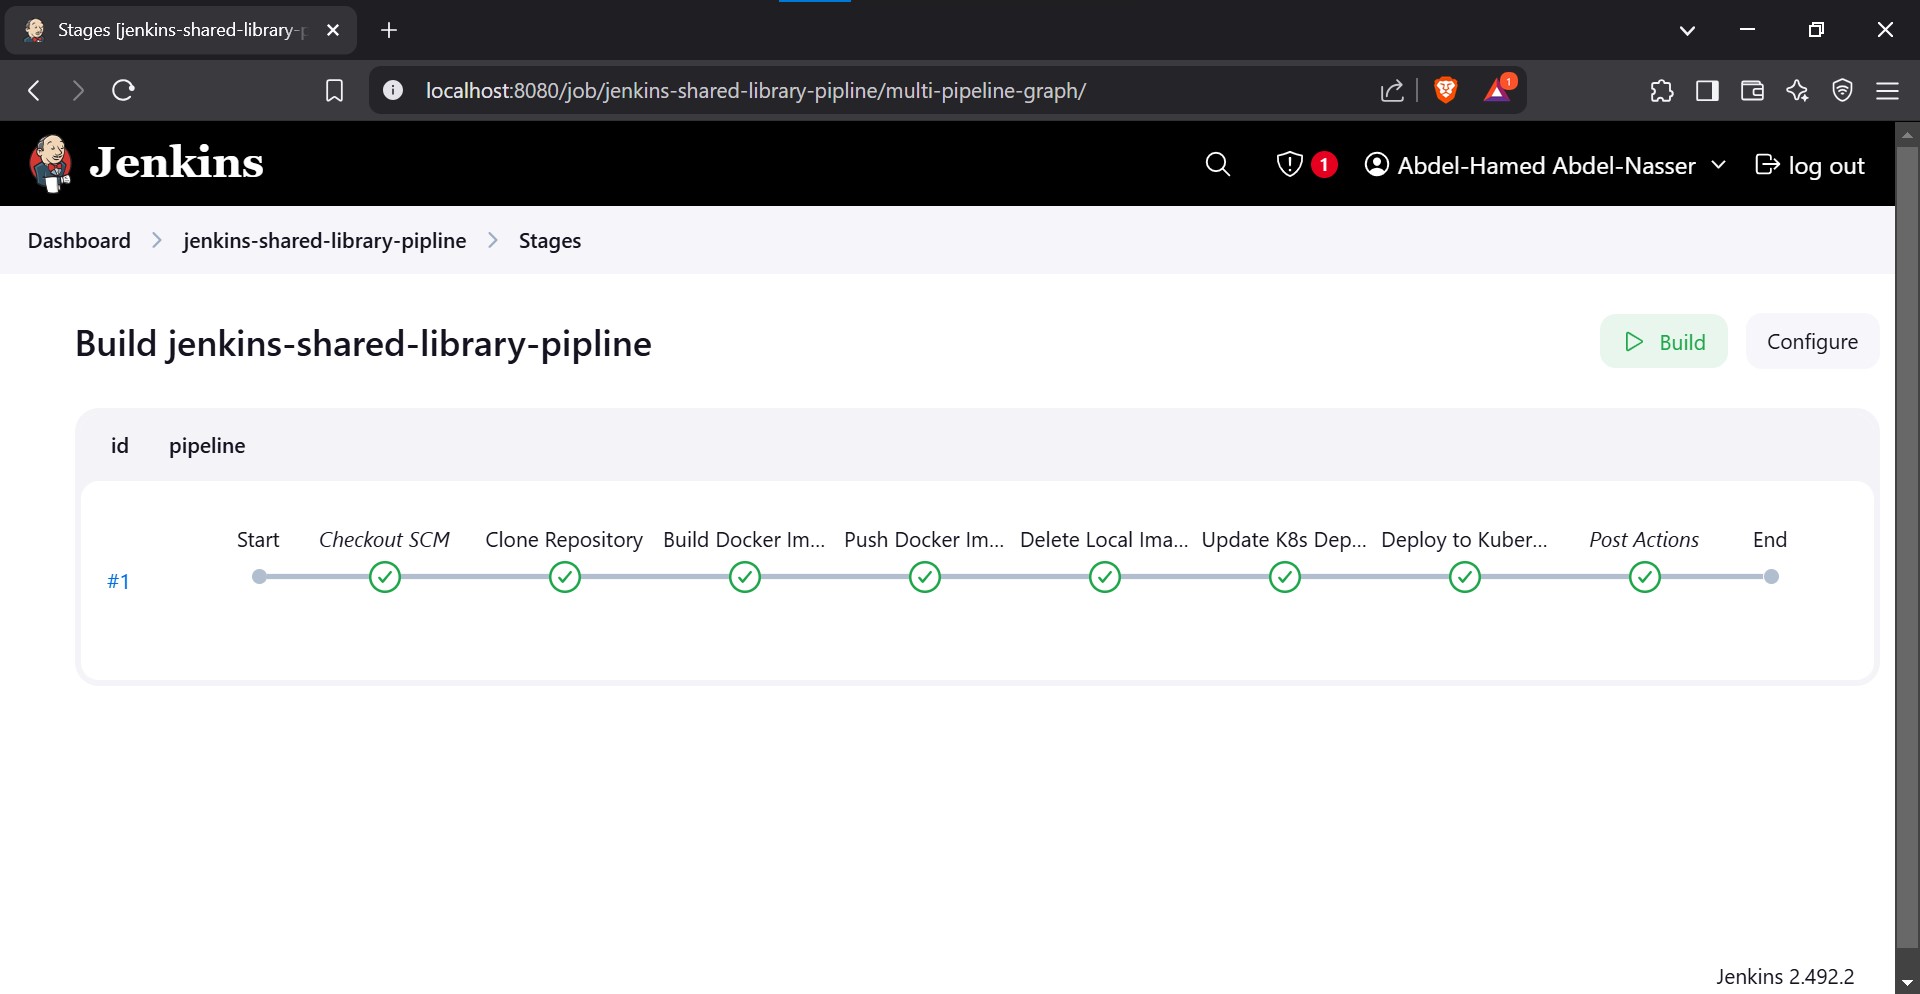 Stages [jenkins-shared-library-p
localhost:8080/job/jenkins-shared-library-pipline/multi-pipeline-graph/
1
Jenkins
1
Abdel-Hamed Abdel-Nasser
log out
Dashboard
jenkins-shared-library-pipline
Stages
Build jenkins-shared-library-pipline
Build
Configure
id pipeline
Start Checkout SCM Clone Repository Build Docker Im... Push Docker Im... Delete Local Ima... Update K8s Dep... Deploy to Kuber... Post Actions End
#1
Jenkins 2.492.2